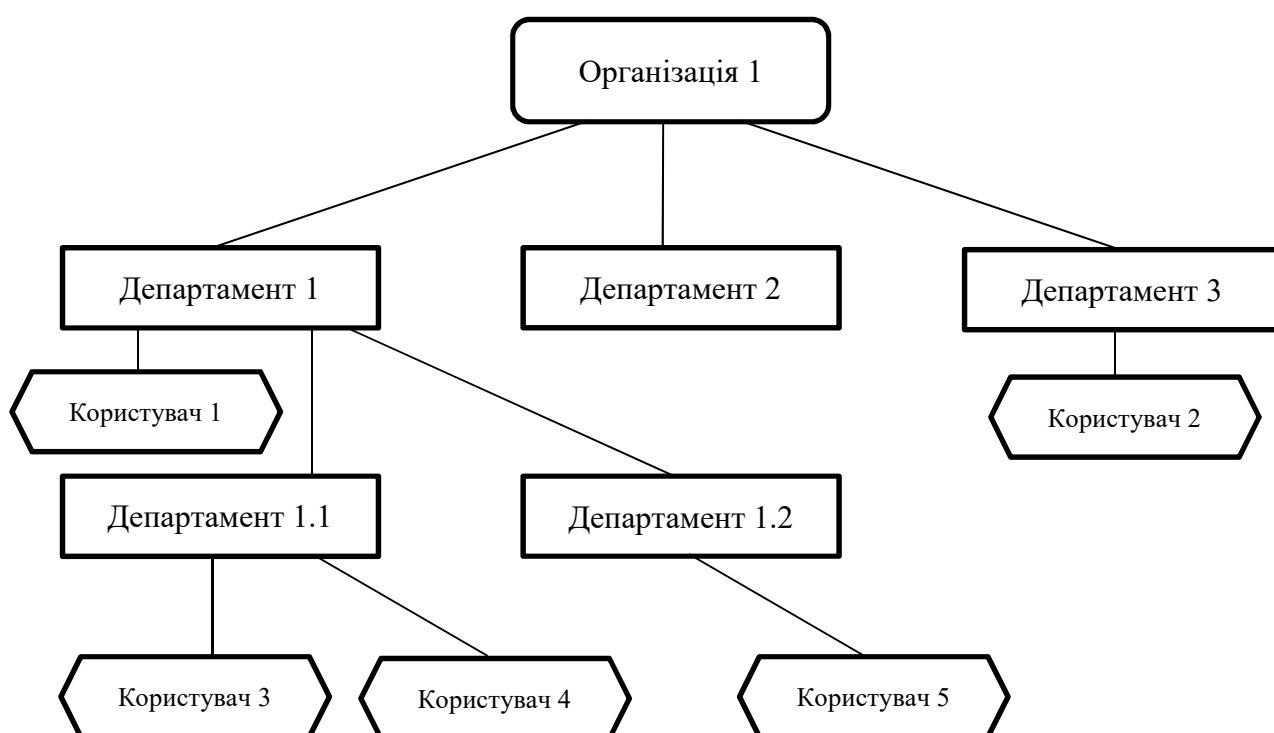 Організація 1
Департамент 1
Департамент 2
Департамент 3
Користувач 1
Користувач 2
Департамент 1.1
Департамент 1.2
Користувач 3
Користувач 4
Користувач 5